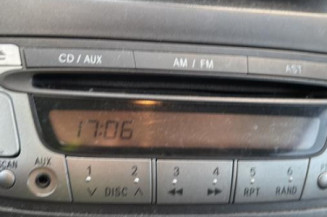 CD / AUX AM / FM AST
17:06
SCAN AUX 1 2 3 4 5 6
DISC RPT RAND